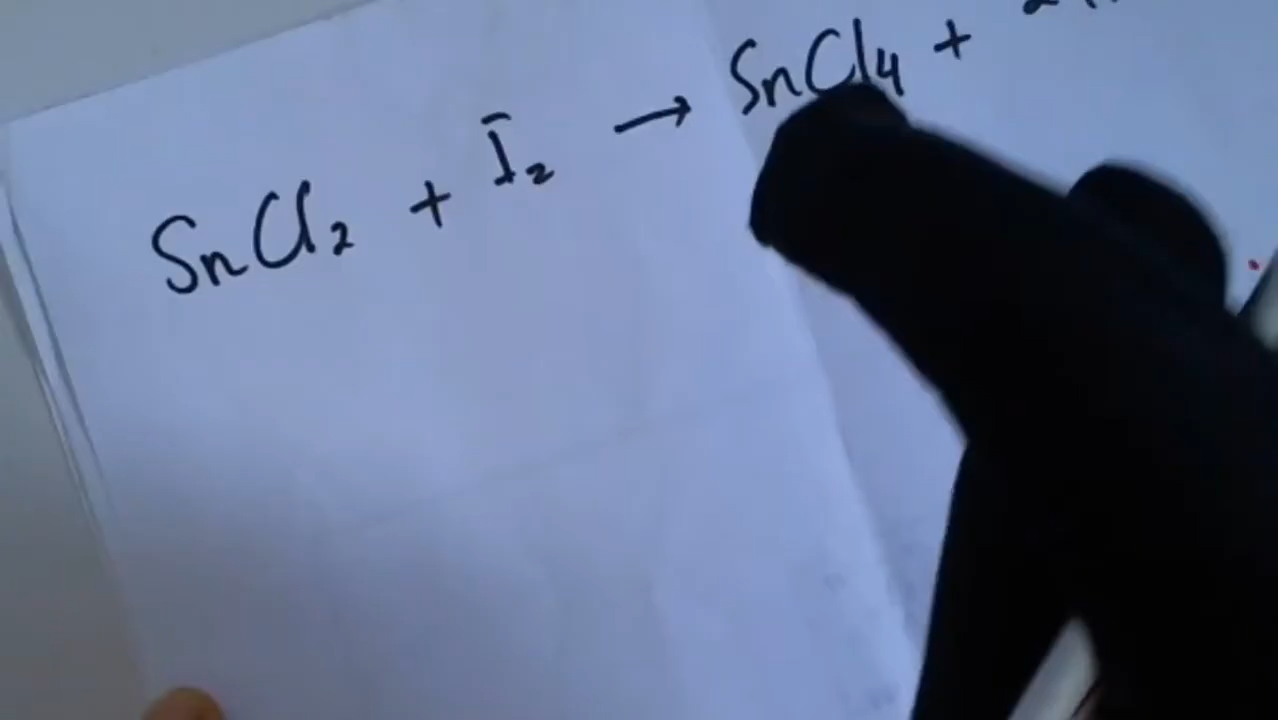 SnCl₂ + I₂ → SnCl₄ +